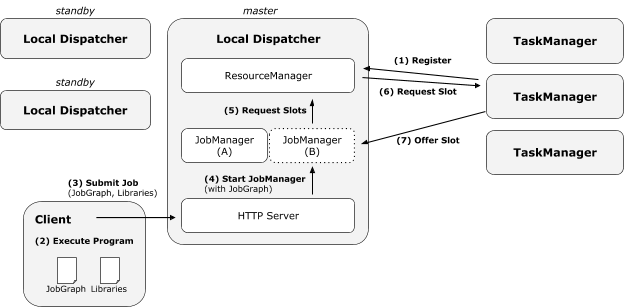 standby
Local Dispatcher
standby
Local Dispatcher
master
Local Dispatcher
ResourceManager
(5) Request Slots
JobManager
(A)
JobManager
(B)
(4) Start JobManager
(with JobGraph)
HTTP Server
(1) Register
(6) Request Slot
(7) Offer Slot
TaskManager
TaskManager
TaskManager
(3) Submit Job
(JobGraph, Libraries)
Client
(2) Execute Program
JobGraph
Libraries